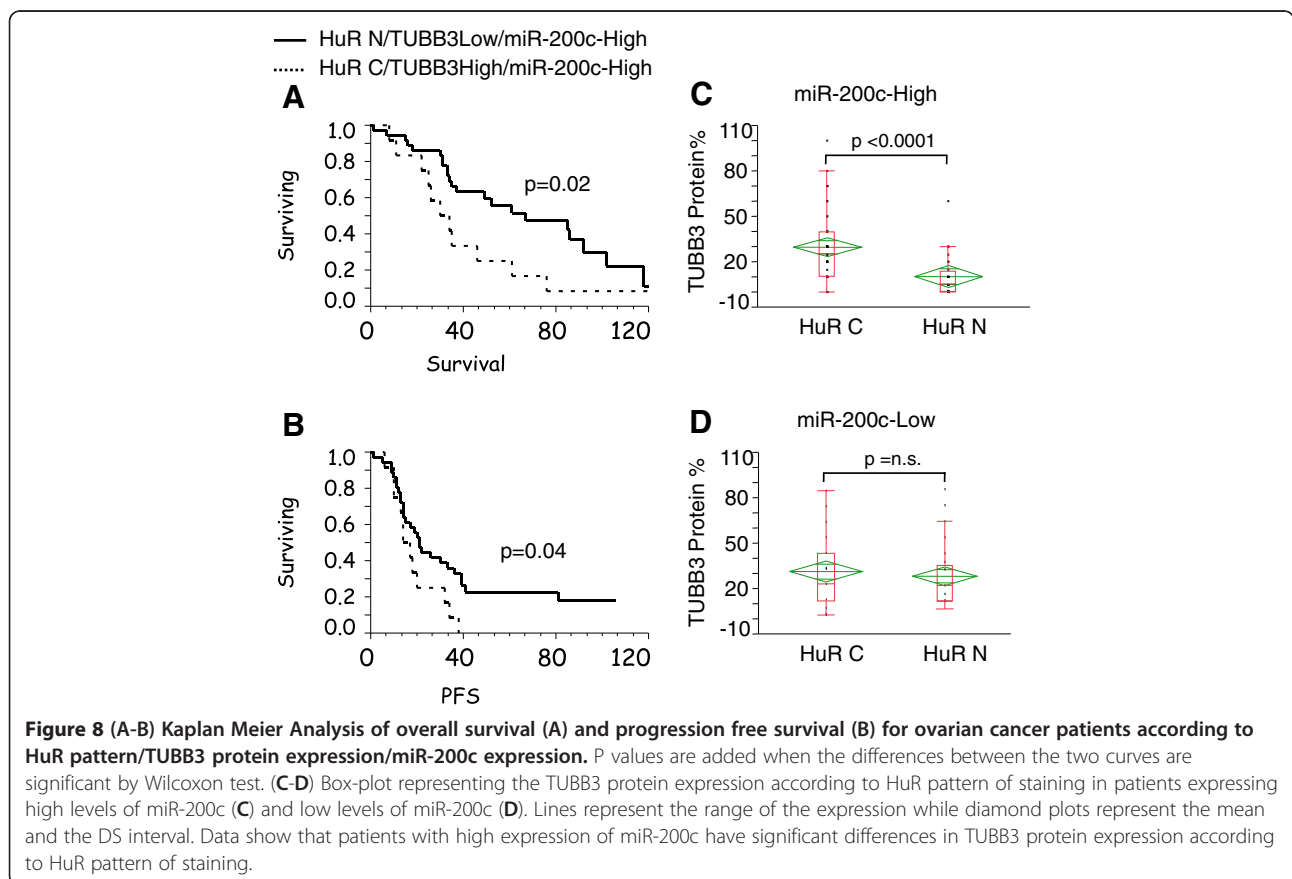 HuR N/TUBB3Low/miR-200c-High
HuR C/TUBB3High/miR-200c-High
A
1.0
0.8
0.6
0.4
0.2
0.0
Surviving
p=0.02
0 40 80 120
Survival
B
1.0
0.8
0.6
0.4
0.2
0.0
Surviving
p=0.04
0 40 80 120
PFS
C
miR-200c-High
110
80
50
20
-10
TUBB3 Protein%
p <0.0001
HuR C HuR N
D
miR-200c-Low
110
80
50
20
-10
TUBB3 Protein %
p =n.s.
HuR C HuR N
Figure 8 (A-B) Kaplan Meier Analysis of overall survival (A) and progression free survival (B) for ovarian cancer patients according to
HuR pattern/TUBB3 protein expression/miR-200c expression. P values are added when the differences between the two curves are
significant by Wilcoxon test. (C-D) Box-plot representing the TUBB3 protein expression according to HuR pattern of staining in patients expressing
high levels of miR-200c (C) and low levels of miR-200c (D). Lines represent the range of the expression while diamond plots represent the mean
and the DS interval. Data show that patients with high expression of miR-200c have significant differences in TUBB3 protein expression according
to HuR pattern of staining.